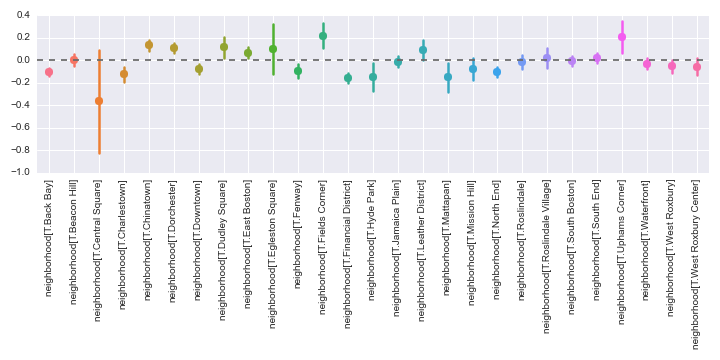 0.4
0.2
0.0
−0.2
−0.4
−0.6
−0.8
−1.0
neighborhood[T.Back Bay]
neighborhood[T.Beacon Hill]
neighborhood[T.Central Square]
neighborhood[T.Charlestown]
neighborhood[T.Chinatown]
neighborhood[T.Dorchester]
neighborhood[T.Downtown]
neighborhood[T.Dudley Square]
neighborhood[T.East Boston]
neighborhood[T.Egleston Square]
neighborhood[T.Fenway]
neighborhood[T.Fields Corner]
neighborhood[T.Financial District]
neighborhood[T.Hyde Park]
neighborhood[T.Jamaica Plain]
neighborhood[T.Leather District]
neighborhood[T.Mattapan]
neighborhood[T.Mission Hill]
neighborhood[T.North End]
neighborhood[T.Roslindale]
neighborhood[T.Roslindale Village]
neighborhood[T.South Boston]
neighborhood[T.South End]
neighborhood[T.Uphams Corner]
neighborhood[T.Waterfront]
neighborhood[T.West Roxbury]
neighborhood[T.West Roxbury Center]